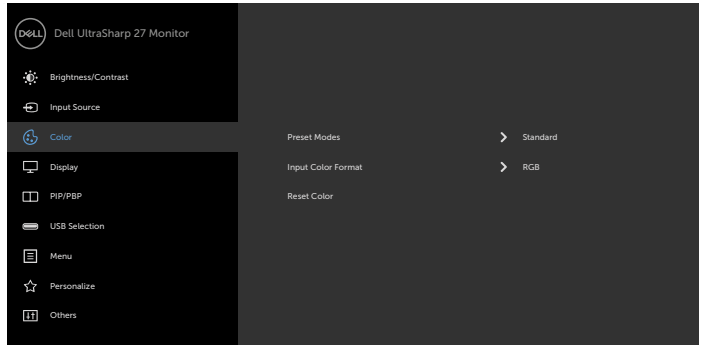 DELL Dell UltraSharp 27 Monitor
Brightness/Contrast
Input Source
Color
Preset Modes Standard
Input Color Format RGB
Reset Color
Display
PIP/PBP
USB Selection
Menu
Personalize
Others